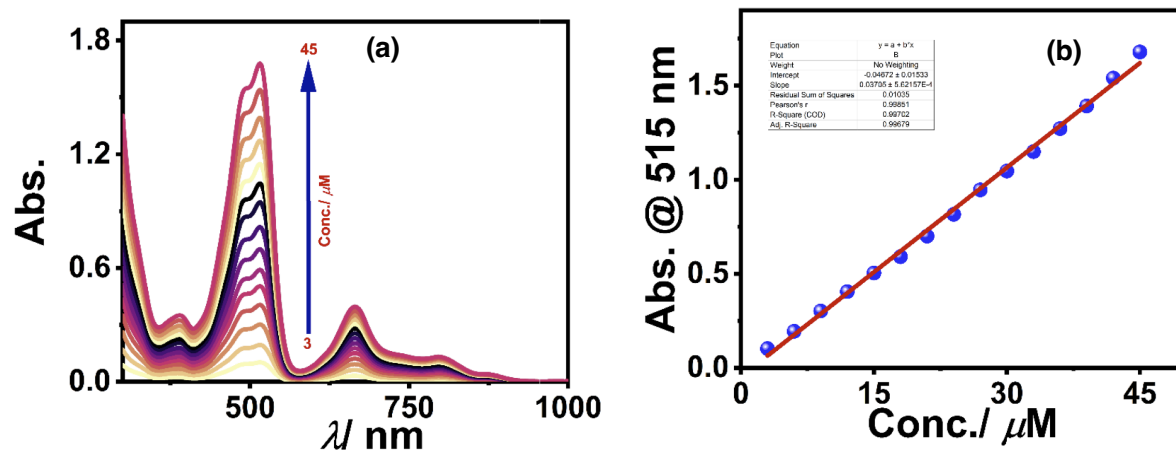 (a)
Abs.
1.8
1.2
0.6
0.0
45
Conc./ μM
3
500
750
1000
λ/ nm
(b)
Abs. @ 515 nm
1.5
1.0
0.5
0.0
Equation y = a + b*x
Plot B
Weight No Weighting
Intercept -0.04672 ± 0.01533
Slope 0.03705 ± 5.62157E-4
Residual Sum of Squares 0.01035
Pearson's r 0.99851
R-Square (COD) 0.99702
Adj. R-Square 0.99679
0
15
30
45
Conc./ μM